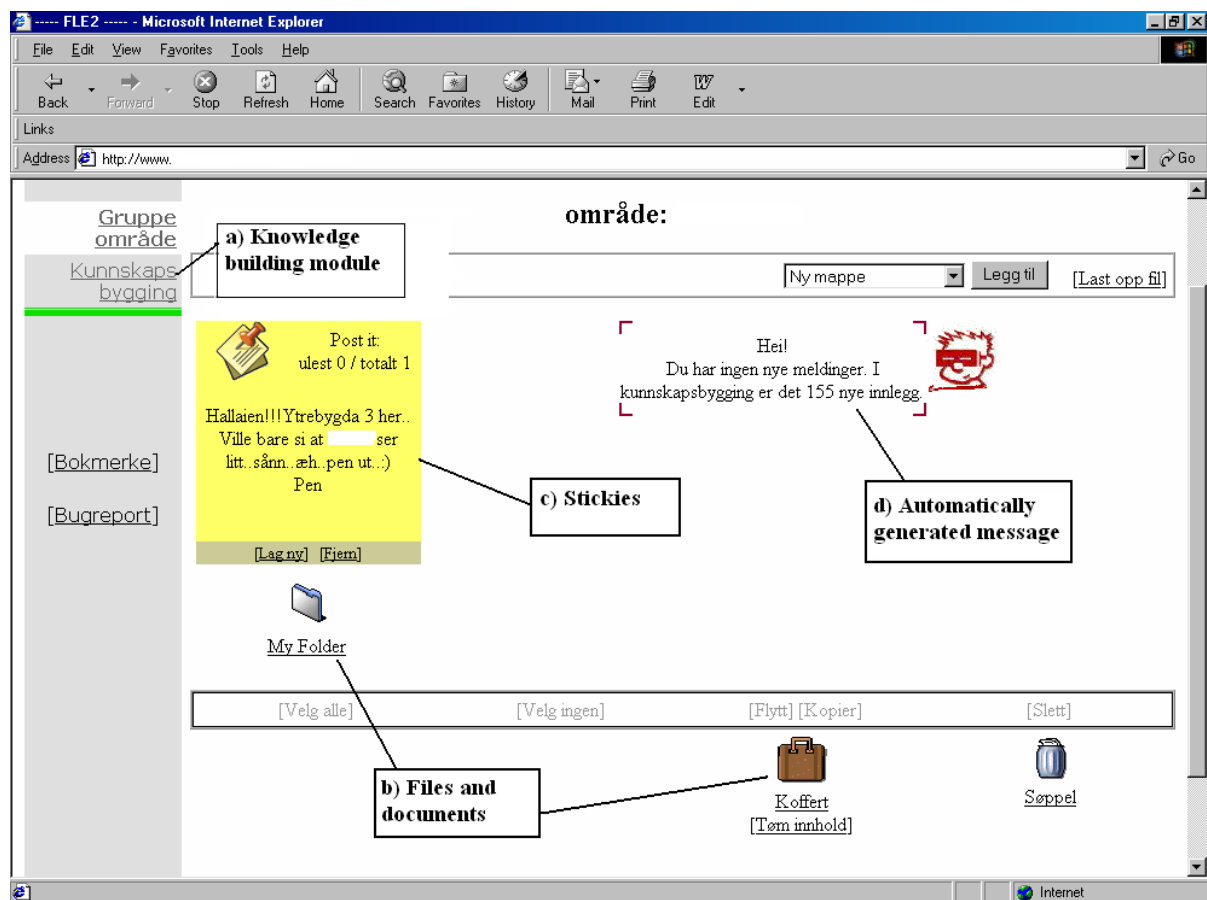 ----- FLE2 ----- - Microsoft Internet Explorer
File Edit View Favorites Tools Help
Back Forward Stop Refresh Home Search Favorites History Mail Print Edit
Links
Address http://www. Go
Gruppe
område
Kunnskaps
bygging
[Bokmerke]
[Bugreport]
område:
a) Knowledge
building module
Ny mappe Legg til [Last opp fil]
Post it:
ulest 0 / totalt 1
Hallaien!!!Ytrebygda 3 her..
Ville bare si at ser
litt..sånn..æh..pen ut..:)
Pen
[Lag ny] [Fjern]
Hei!
Du har ingen nye meldinger. I
kunnskapsbygging er det 155 nye innlegg.
c) Stickies
d) Automatically
generated message
My Folder
[Velg alle] [Velg ingen] [Flytt] [Kopier] [Slett]
b) Files and
documents
Koffert
[Tøm innhold]
Søppel
Internet